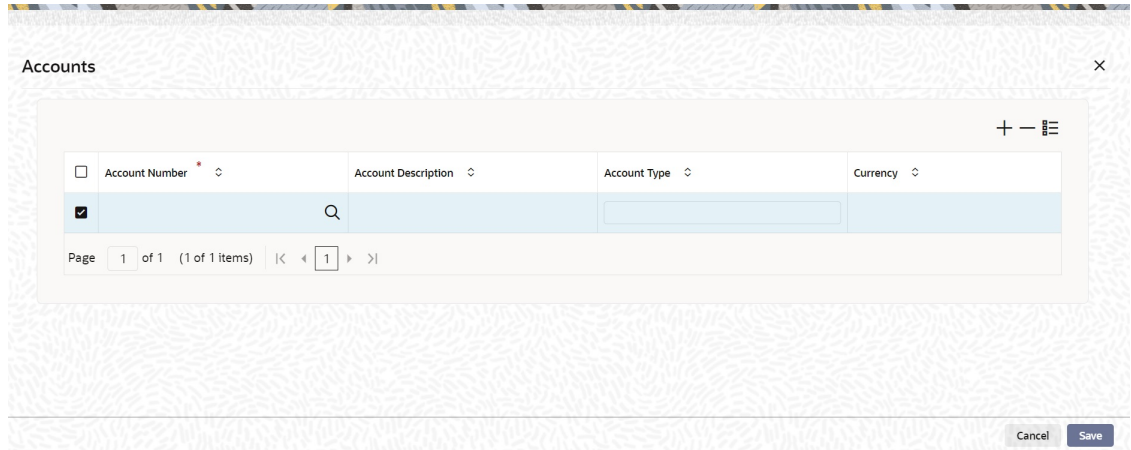 Accounts
Account Number * Account Description Account Type Currency
Page 1 of 1 (1 of 1 items) 1
Cancel Save